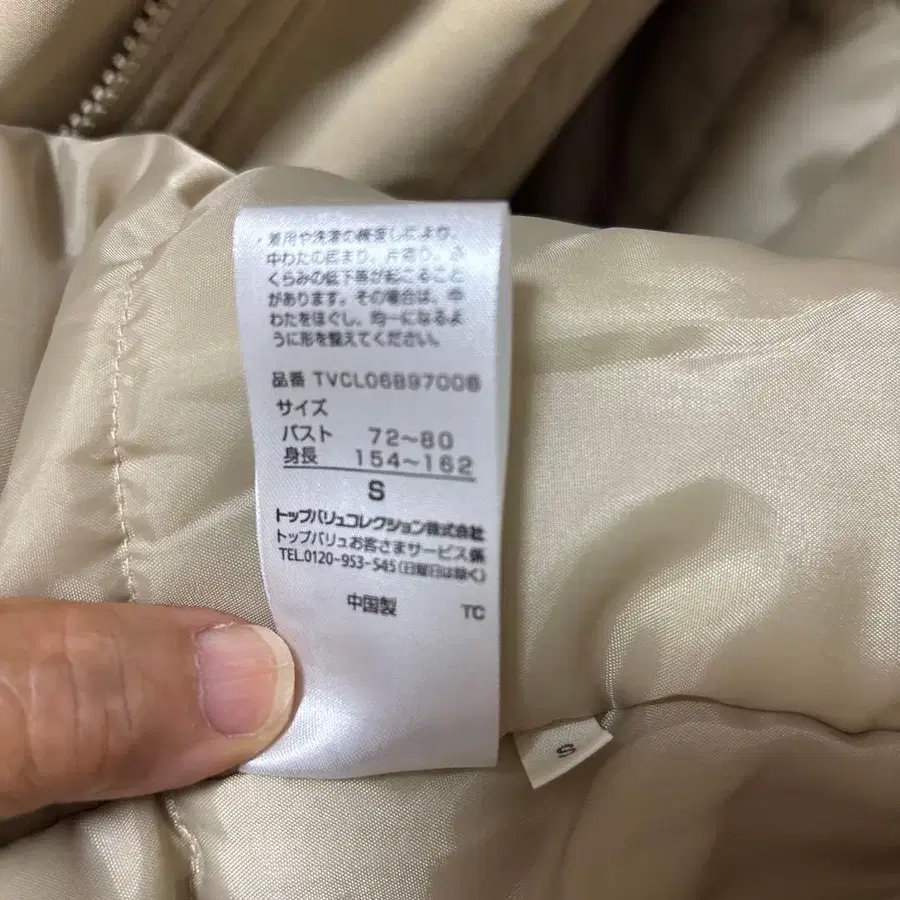 ・着用や洗濯の繰返しにより、
中わたの固まり、片寄り、ふ
くらみの低下等が起こること
があります。その場合は、中
わたをほぐし、均一になるよ
うに形を整えてください。
品番 TVCL06B97008
サイズ
バスト 72~80
身長 154~162
S
トップバリュコレクション株式会社
トップバリュお客さまサービス係
TEL.0120-953-545(日曜日は除く)
中国製 TC
S